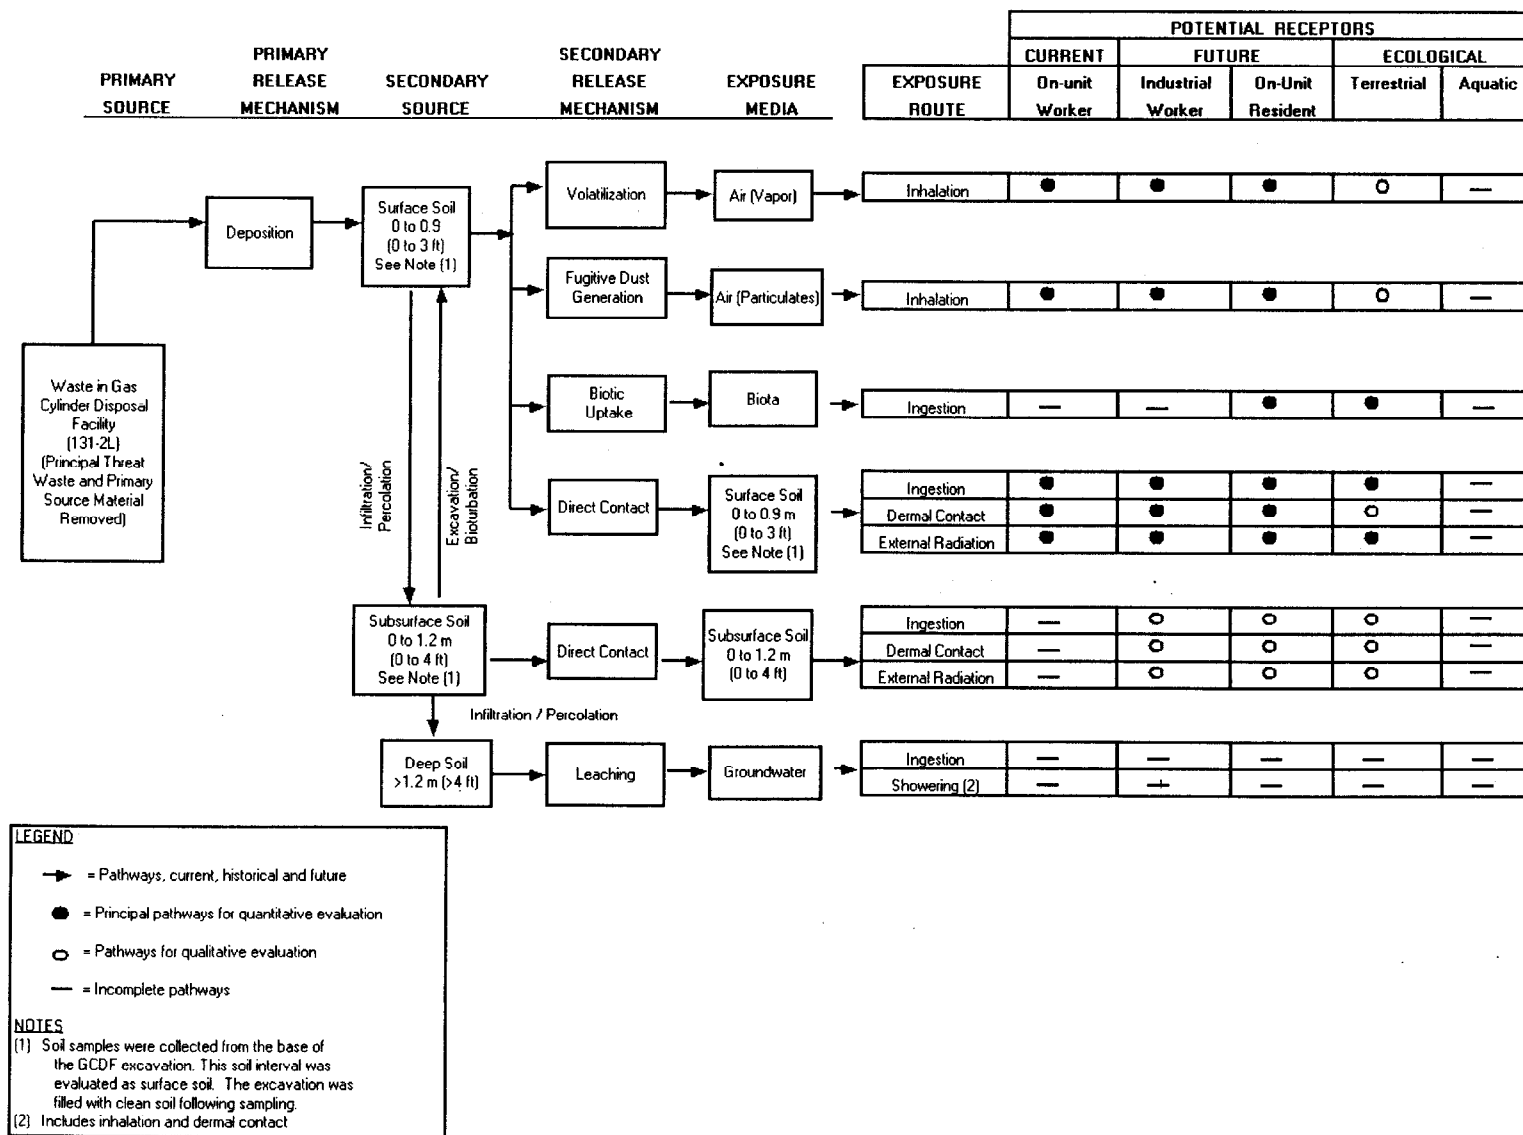 POTENTIAL RECEPTORS
CURRENT FUTURE ECOLOGICAL
PRIMARY SOURCE
PRIMARY RELEASE MECHANISM
SECONDARY SOURCE
SECONDARY RELEASE MECHANISM
EXPOSURE MEDIA
EXPOSURE ROUTE
On-unit Worker
Industrial Worker
On-Unit Resident
Terrestrial
Aquatic
Waste in Gas
Cylinder Disposal
Facility
(131-2L)
(Principal Threat
Waste and Primary
Source Material
Removed)
Deposition
Surface Soil
0 to 0.9
(0 to 3 ft)
See Note (1)
Volatilization
Air (Vapor)
Inhalation
Fugitive Dust
Generation
Air (Particulates)
Inhalation
Biotic
Uptake
Biota
Ingestion — — —
Infiltration/
Percolation
Excavation/
Bioturbation
Direct Contact
Surface Soil
0 to 0.9 m
(0 to 3 ft)
See Note (1)
Ingestion
Dermal Contact
External Radiation
Subsurface Soil
0 to 1.2 m
(0 to 4 ft)
See Note (1)
Direct Contact
Subsurface Soil
0 to 1.2 m
(0 to 4 ft)
Ingestion
Dermal Contact
External Radiation
Infiltration / Percolation
Deep Soil
>1.2 m (>4 ft)
Leaching
Groundwater
Ingestion
Showering (2)
LEGEND
= Pathways, current, historical and future
= Principal pathways for quantitative evaluation
= Pathways for qualitative evaluation
= Incomplete pathways
NOTES
(1) Soil samples were collected from the base of
the GCDF excavation. This soil interval was
evaluated as surface soil. The excavation was
filled with clean soil following sampling.
(2) Includes inhalation and dermal contact